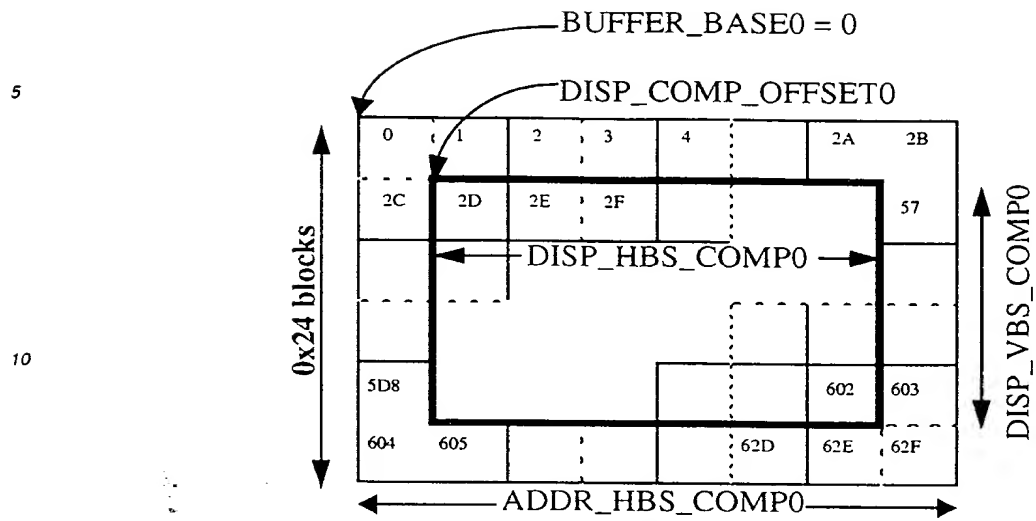 BUFFER_BASE0 = 0
5
DISP_COMP_OFFSET0
0 1 2 3 4 2A 2B
2C 2D 2E 2F 57
DISP_HBS_COMP0
0x24 blocks
DISP_VBS_COMP0
10
5D8 602 603
604 605 62D 62E 62F
ADDR_HBS_COMP0